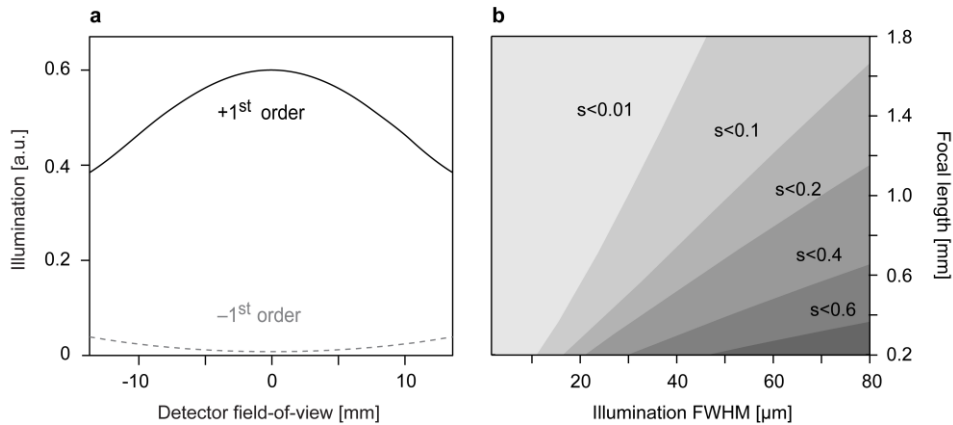 a
0.6
0.4
0.2
0
-10
0
10
Illumination [a.u.]
Detector field-of-view [mm]
+1st order
–1st order
b
s<0.01
s<0.1
s<0.2
s<0.4
s<0.6
1.8
1.4
1.0
0.6
0.2
20
40
60
80
Focal length [mm]
Illumination FWHM [µm]